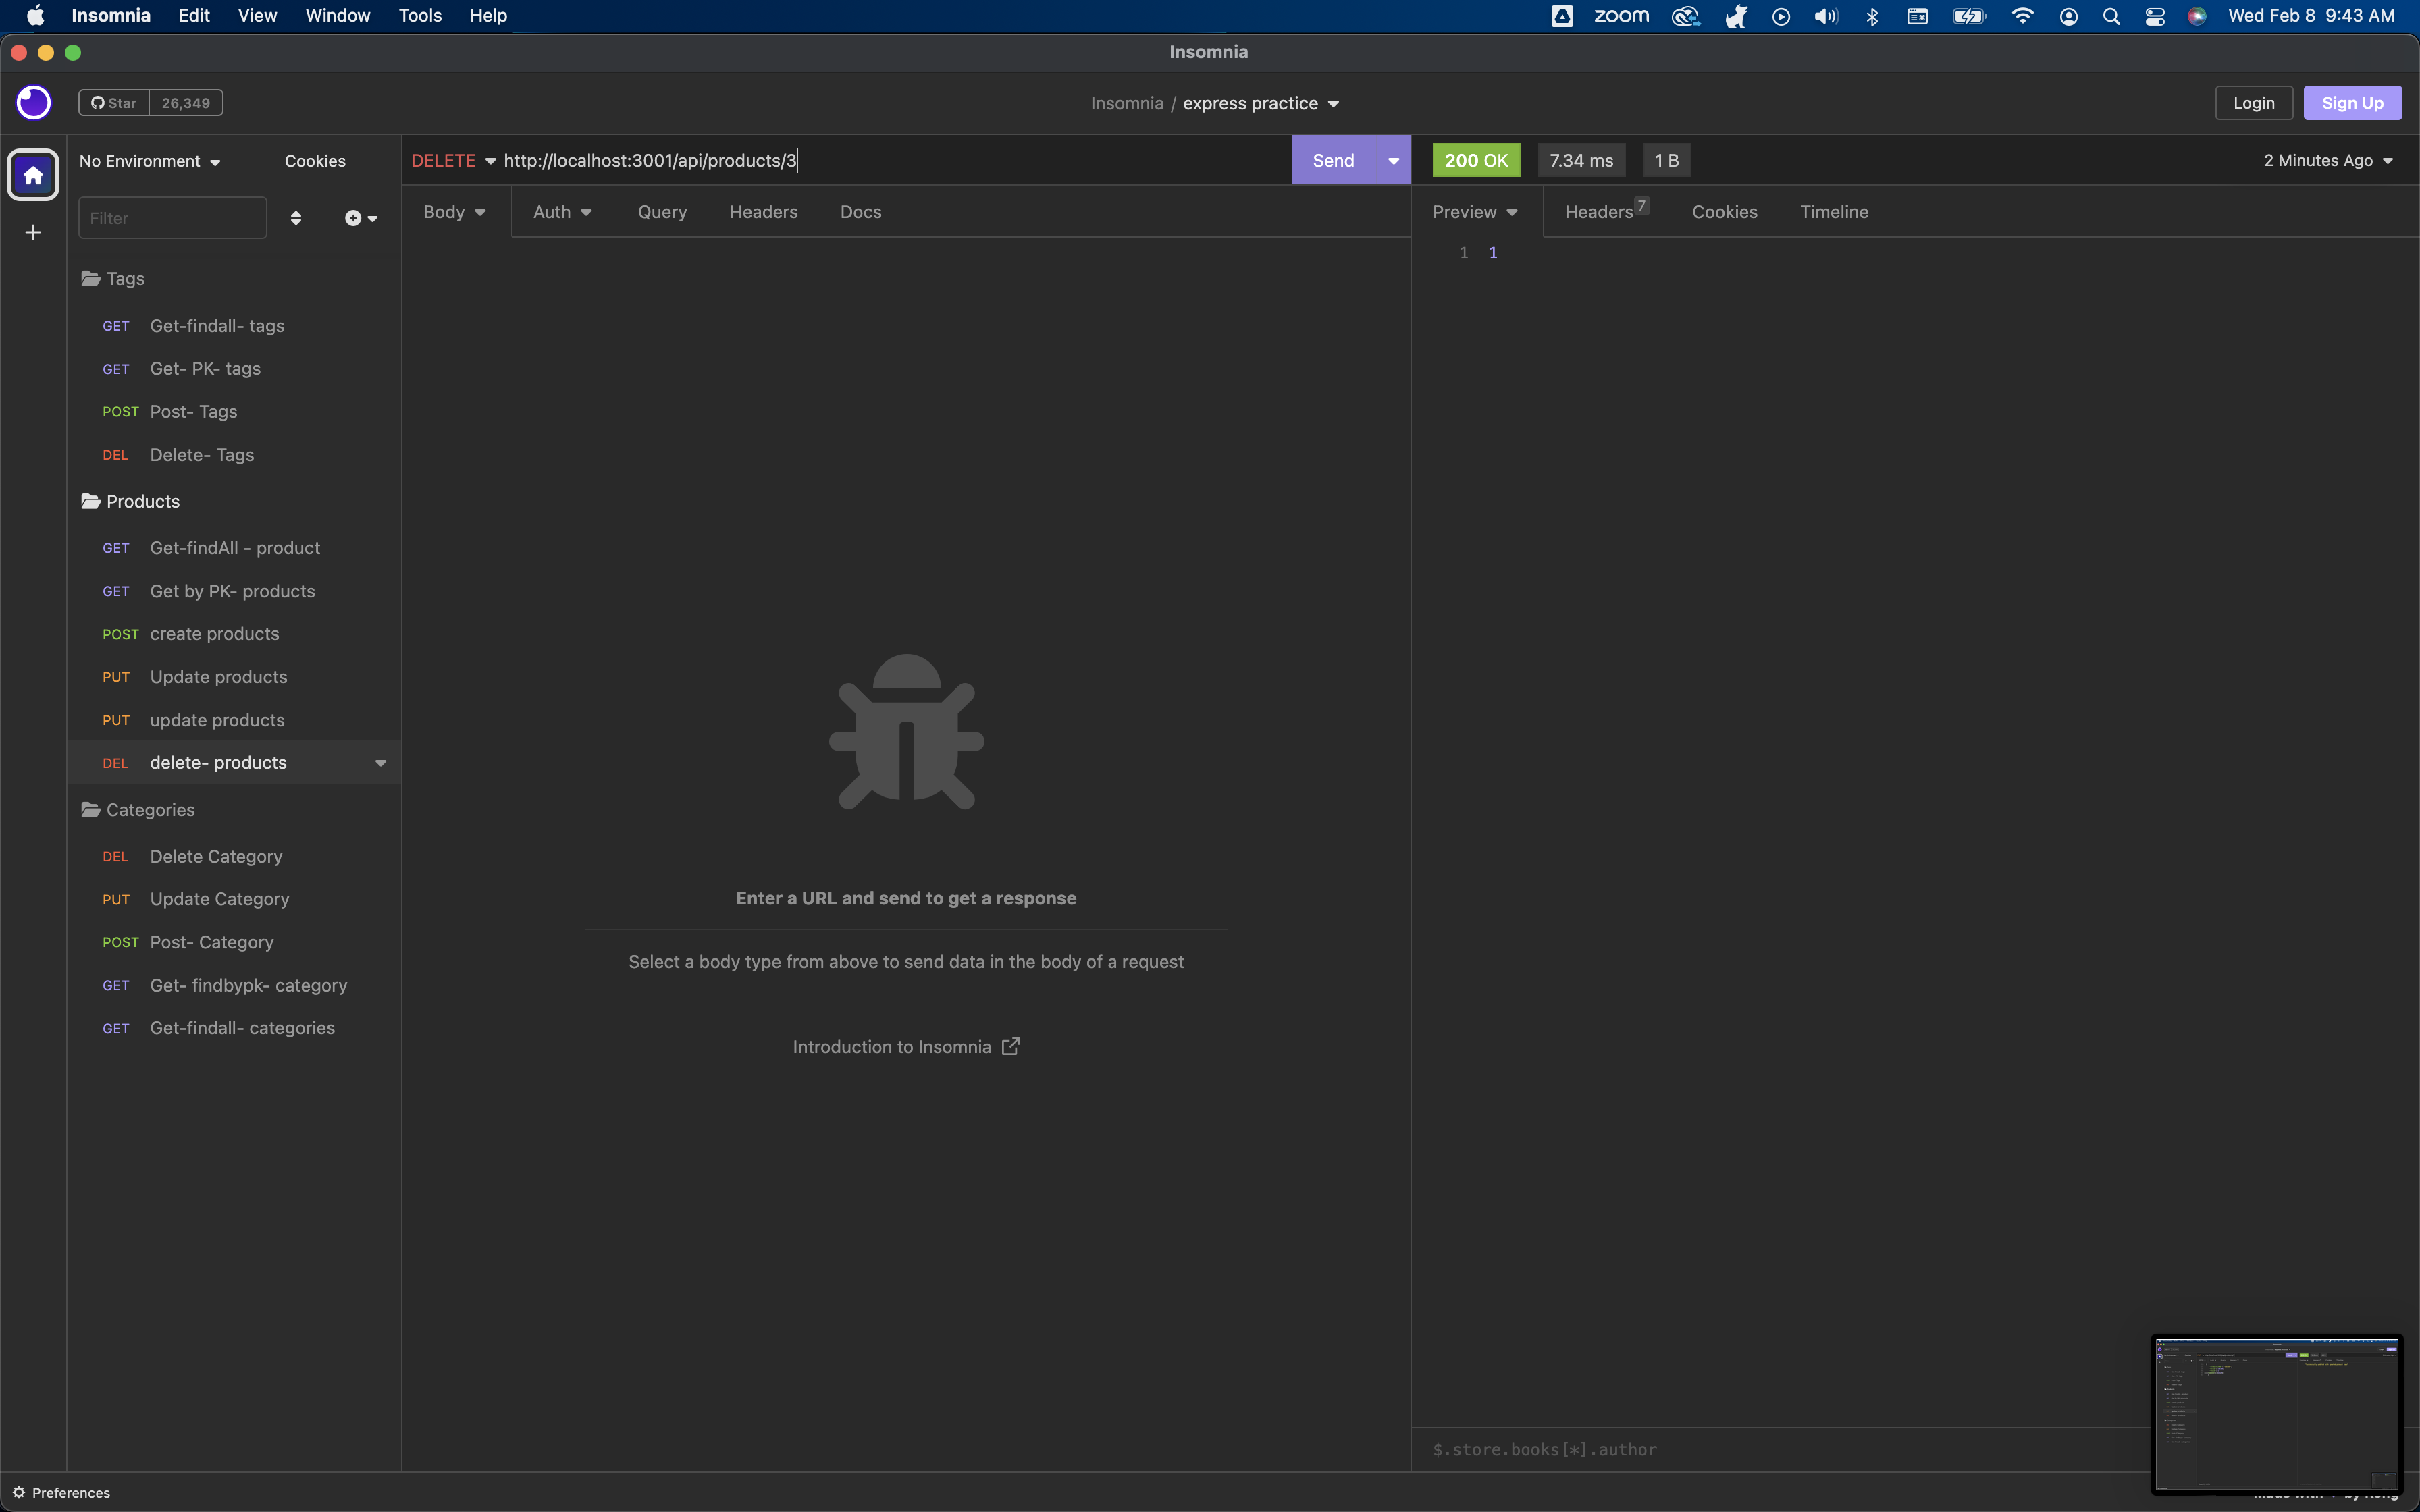 Insomnia Edit View Window Tools Help zoom Wed Feb 8 9:43 AM
Insomnia
Star 26,349 Insomnia / express practice Login Sign Up
No Environment Cookies DELETE http://localhost:3001/api/products/3 Send 200 OK 7.34 ms 1 B 2 Minutes Ago
Filter Body Auth Query Headers Docs Preview Headers 7 Cookies Timeline
1 1
Tags
GET Get-findall- tags
GET Get- PK- tags
POST Post- Tags
DEL Delete- Tags
Products
GET Get-findAll - product
GET Get by PK- products
POST create products
PUT Update products
PUT update products
DEL delete- products
Categories
DEL Delete Category
PUT Update Category
POST Post- Category
GET Get- findbypk- category
GET Get-findall- categories
Enter a URL and send to get a response
Select a body type from above to send data in the body of a request
Introduction to Insomnia
$.store.books[*].author
Preferences